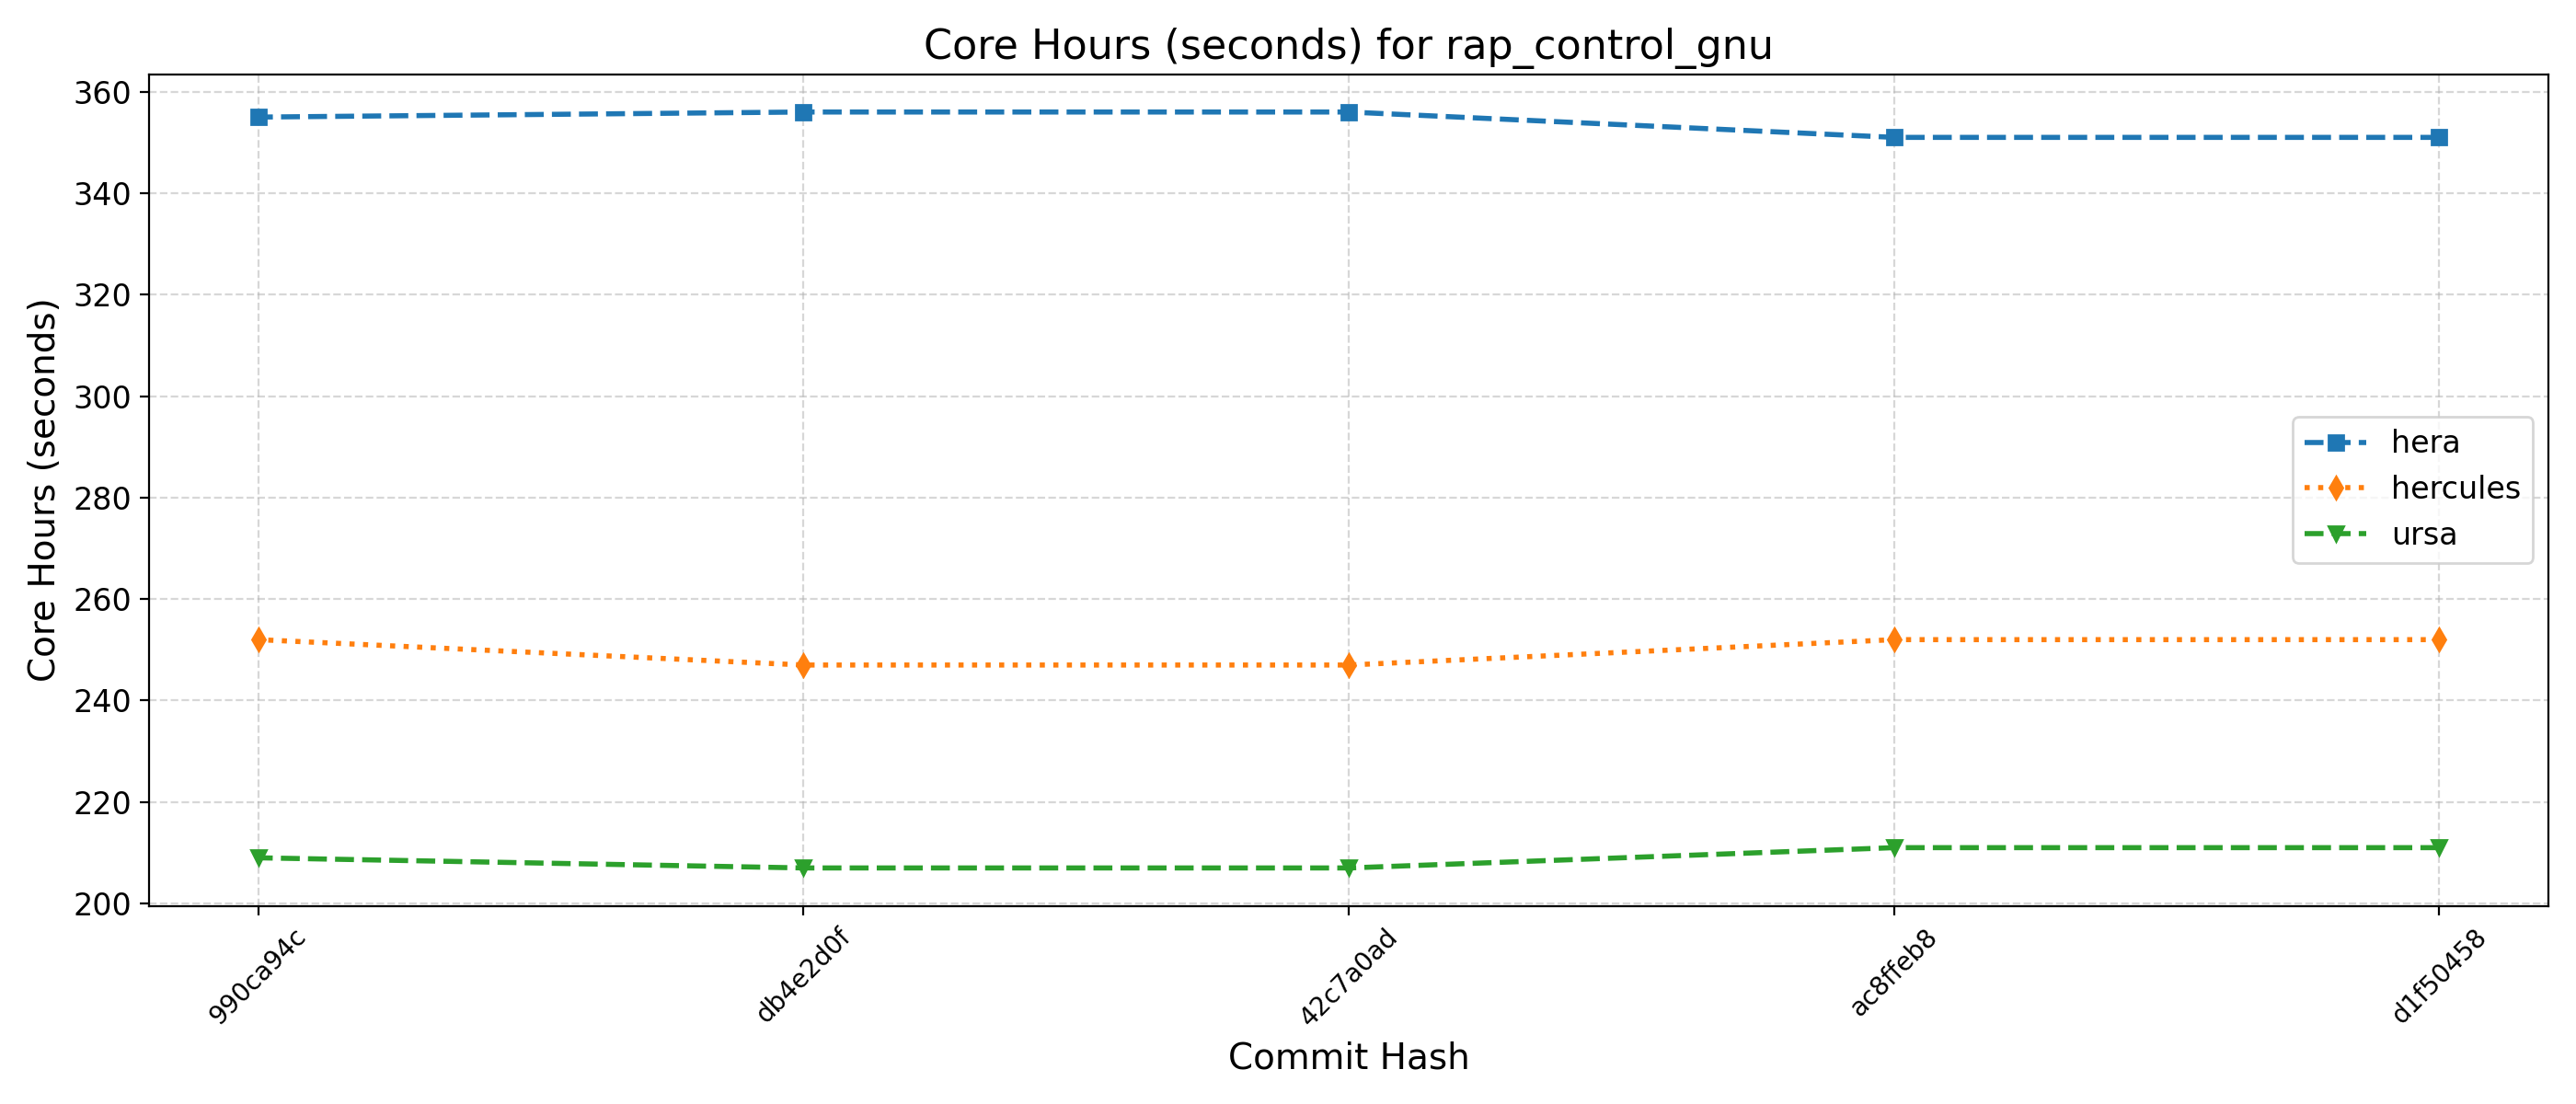 Core Hours (seconds) for rap_control_gnu
Core Hours (seconds)
360
340
320
300
280
260
240
220
200
hera
hercules
ursa
990ca94c
db4e2d0f
42c7a0ad
ac8ffeb8
d1f50458
Commit Hash